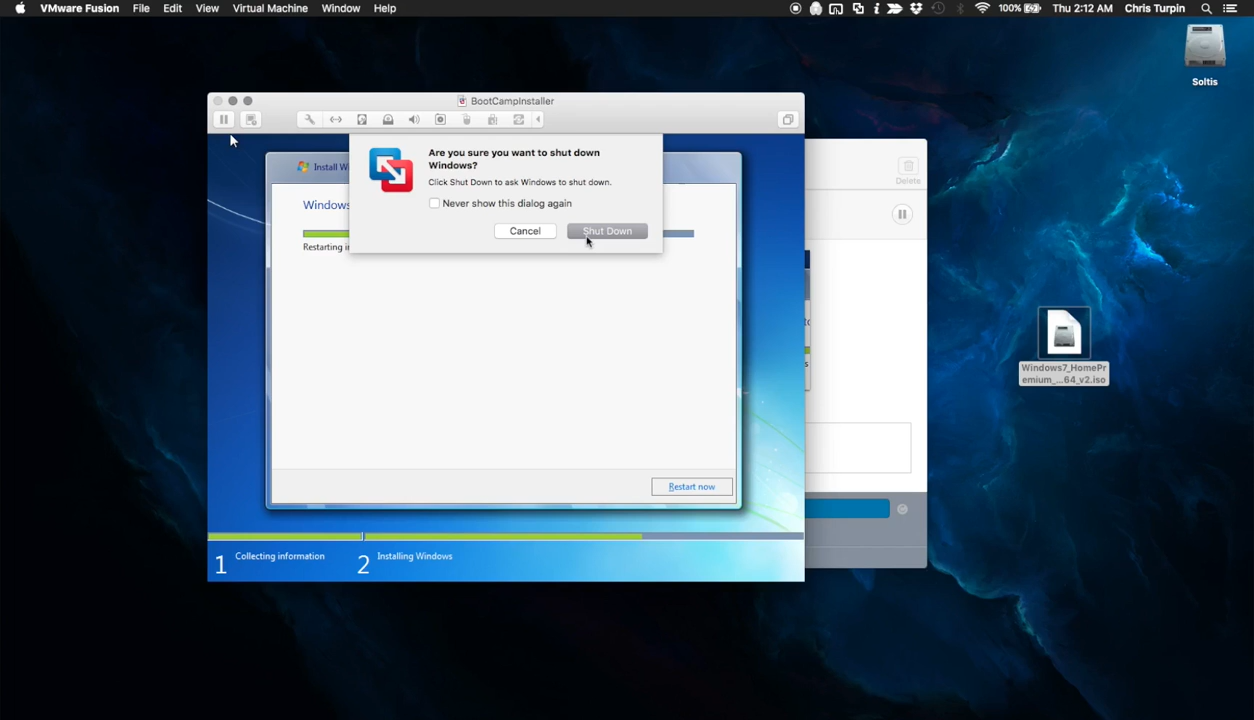 VMware Fusion File Edit View Virtual Machine Window Help 100% Thu 2:12 AM Chris Turpin
Soltis
BootCampInstaller
Delete
Are you sure you want to shut down
Windows?
Click Shut Down to ask Windows to shut down.
Never show this dialog again
Cancel Shut Down
Install W
Windows
Restarting i
Windows7_HomePr
emium_...64_v2.iso
Restart now
1 Collecting information 2 Installing Windows